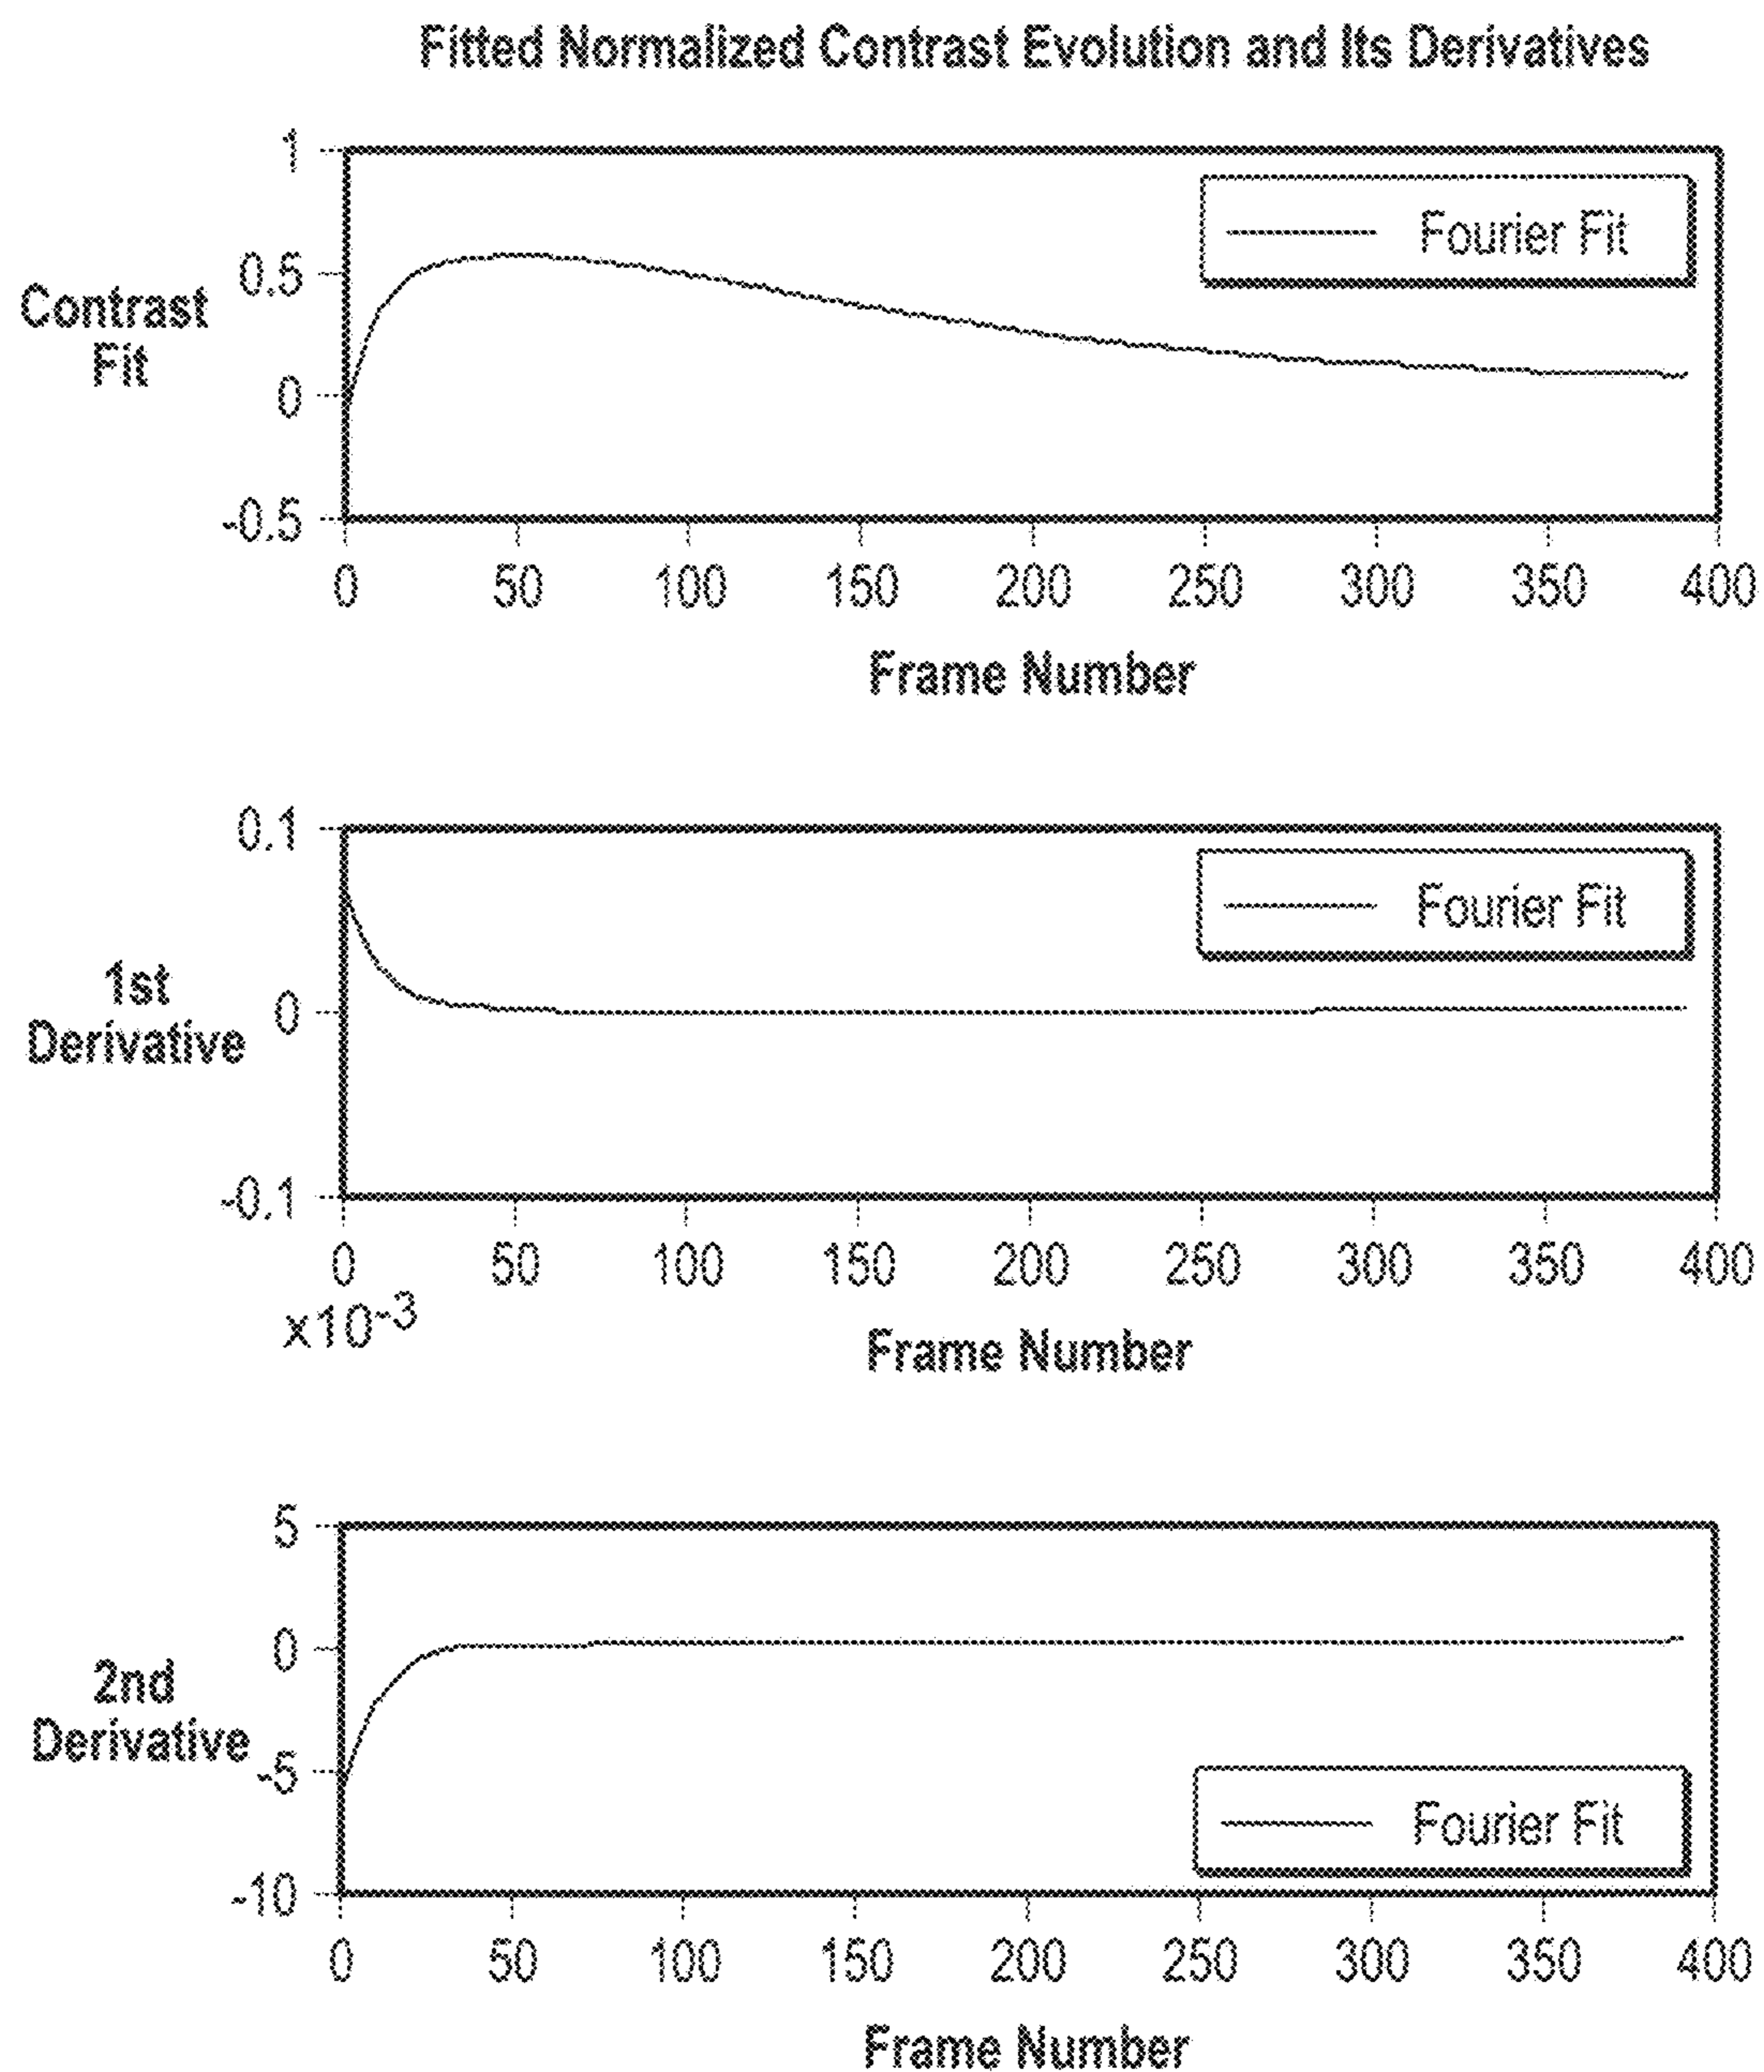 Fitted Normalized Contrast Evolution and Its Derivatives
1
0.5
0
-0.5
Contrast
Fit
Fourier Fit
0 50 100 150 200 250 300 350 400
Frame Number
0.1
0
-0.1
1st
Derivative
Fourier Fit
0 50 100 150 200 250 300 350 400
x10-3
Frame Number
5
0
-5
-10
2nd
Derivative
Fourier Fit
0 50 100 150 200 250 300 350 400
Frame Number